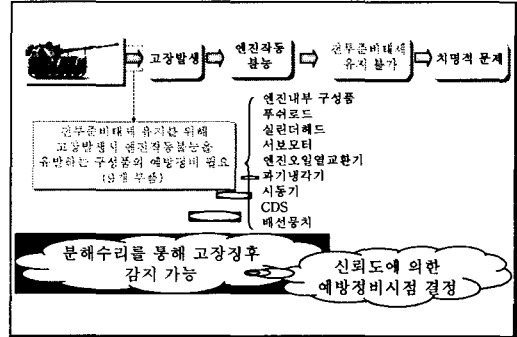 고장발생
엔진작동
불능
전투준비태세
유지 불가
치명적 문제
엔진내부 구성품
푸쉬로드
실린더헤드
서보모터
엔진오일열교환기
과기냉각기
시동기
CDS
배선뭉치
전투준비태세 유지를 위해
고장발생시 엔진작동불능을
유발하는 구성품의 예방정비 필요
(9개 부품)
분해수리를 통해 고장징후
감지 가능
신뢰도에 의한
예방정비시점 결정